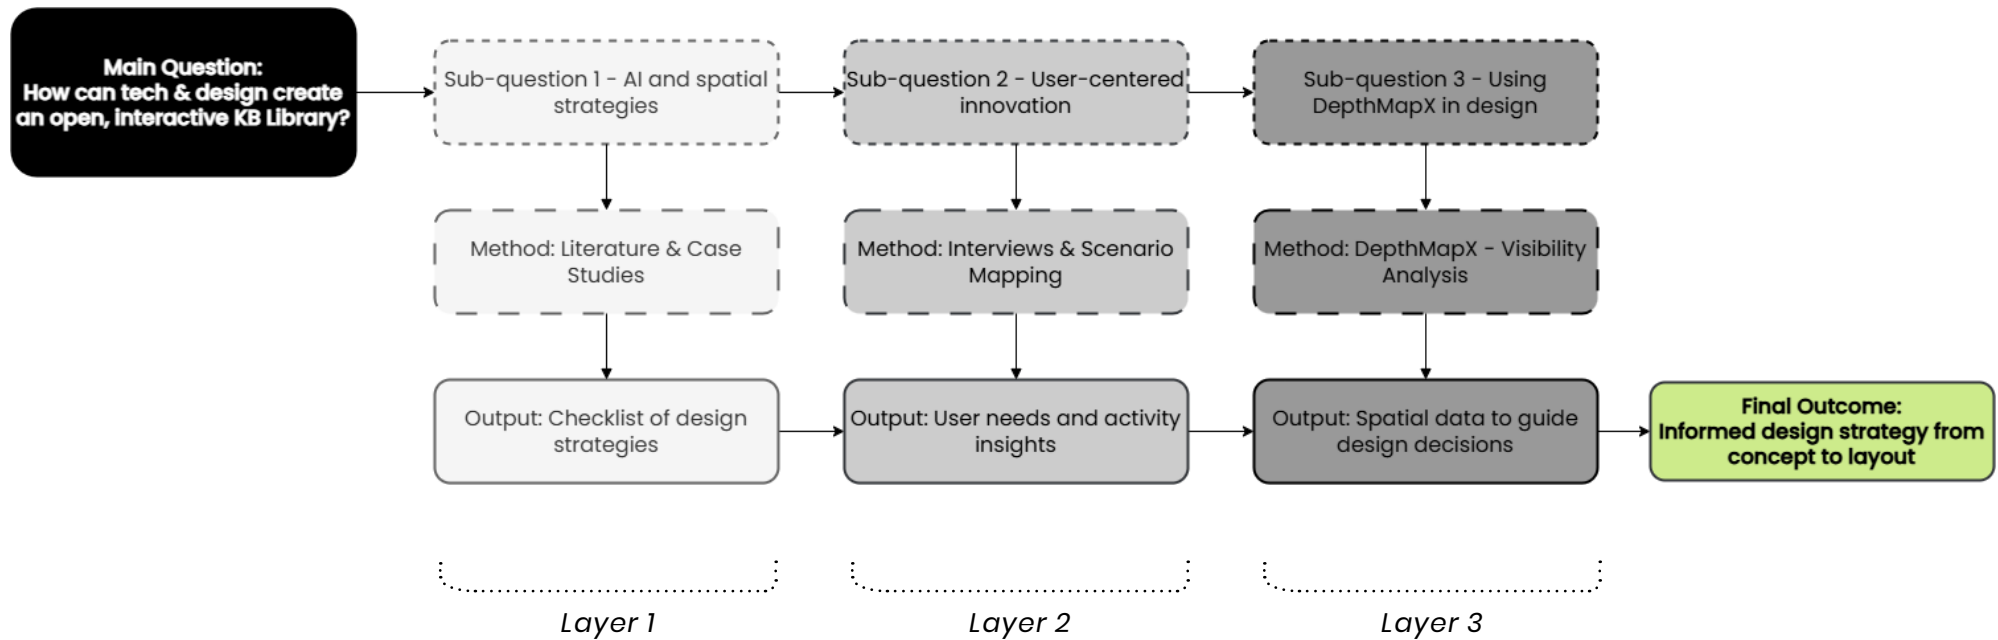 Main Question:
How can tech & design create
an open, interactive KB Library?
Sub-question 1 - AI and spatial
strategies
Sub-question 2 - User-centered
innovation
Sub-question 3 - Using
DepthMapX in design
Method: Literature & Case
Studies
Method: Interviews & Scenario
Mapping
Method: DepthMapX - Visibility
Analysis
Output: Checklist of design
strategies
Output: User needs and activity
insights
Output: Spatial data to guide
design decisions
Final Outcome:
Informed design strategy from
concept to layout
Layer 1
Layer 2
Layer 3